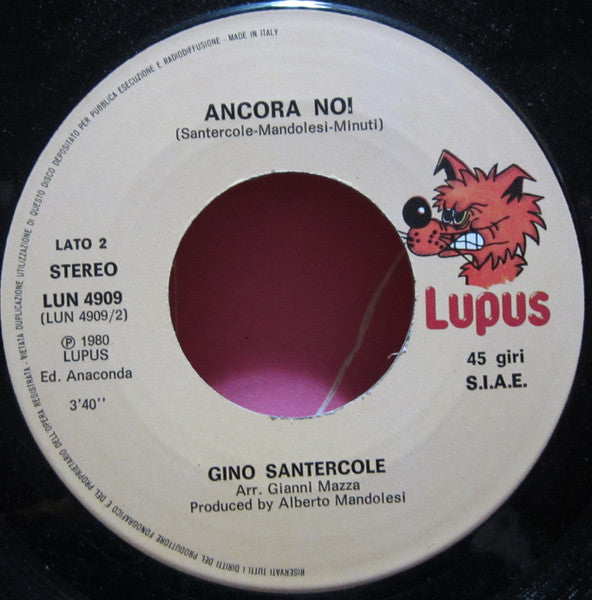 RISERVATI TUTTI I DIRITTI DEL PRODUTTORE FONOGRAFICO E DEL PROPRIETARIO DELL'OPERA REGISTRATA - VIETATA DUPLICAZIONE UTILIZZAZIONE DI QUESTO DISCO DEPOSITATO PER PUBBLICA ESECUZIONE E RADIODIFFUSIONE - MADE IN ITALY
ANCORA NO!
(Santercole-Mandolesi-Minuti)
LATO 2
STEREO
LUN 4909
(LUN 4909/2)
Ⓟ 1980
LUPUS
Ed. Anaconda
3'40''
Lupus
45 giri
S.I.A.E.
GINO SANTERCOLE
Arr. Gianni Mazza
Produced by Alberto Mandolesi